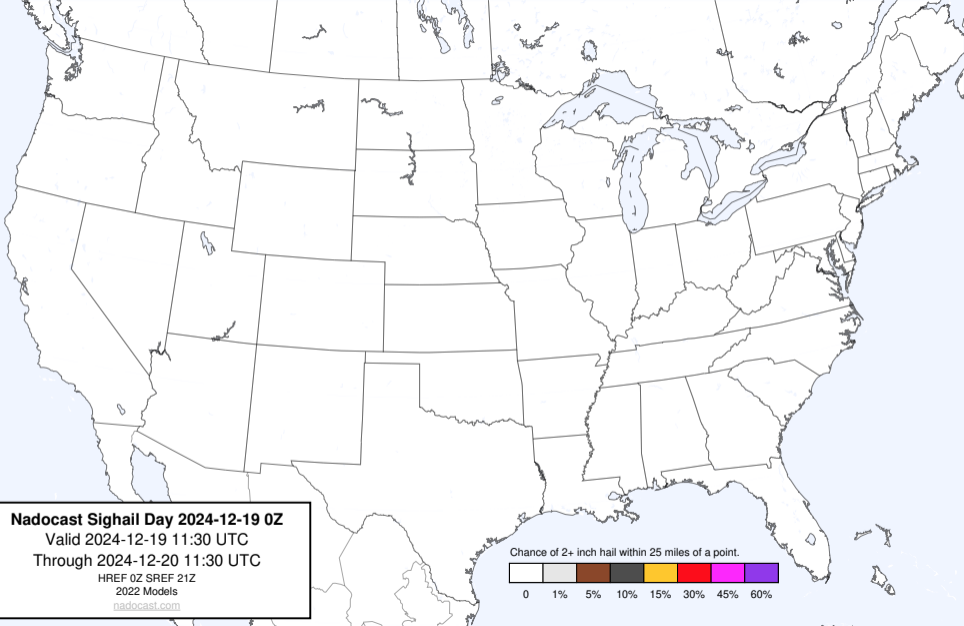 Nadocast Sighail Day 2024-12-19 0Z
Valid 2024-12-19 11:30 UTC
Through 2024-12-20 11:30 UTC
HREF 0Z SREF 21Z
2022 Models
nadocast.com
Chance of 2+ inch hail within 25 miles of a point.
0 1% 5% 10% 15% 30% 45% 60%